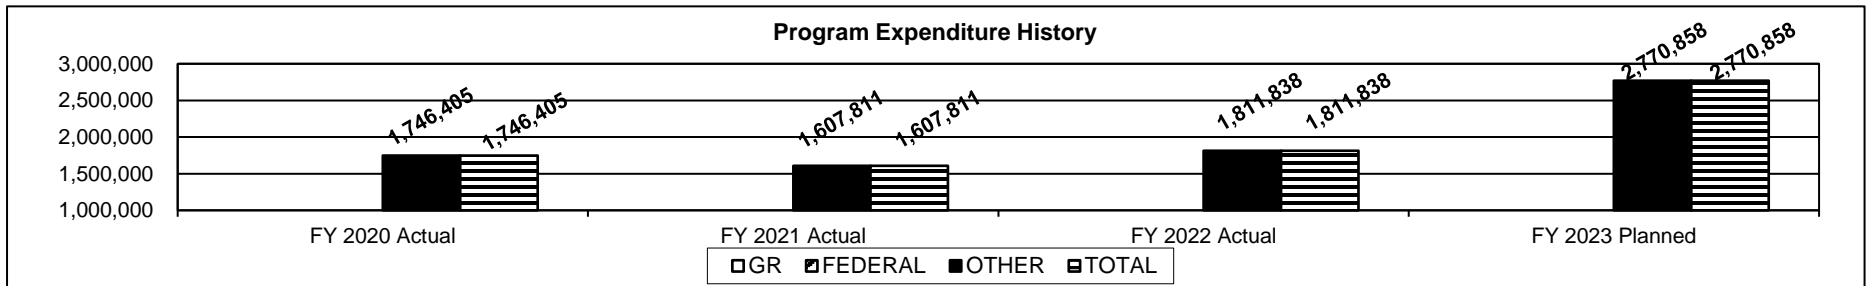 Program Expenditure History
3,000,000
2,500,000
2,000,000
1,500,000
1,000,000
1,746,405
1,746,405
1,607,811
1,607,811
1,811,838
1,811,838
2,770,858
2,770,858
FY 2020 Actual
FY 2021 Actual
FY 2022 Actual
FY 2023 Planned
GR FEDERAL OTHER TOTAL